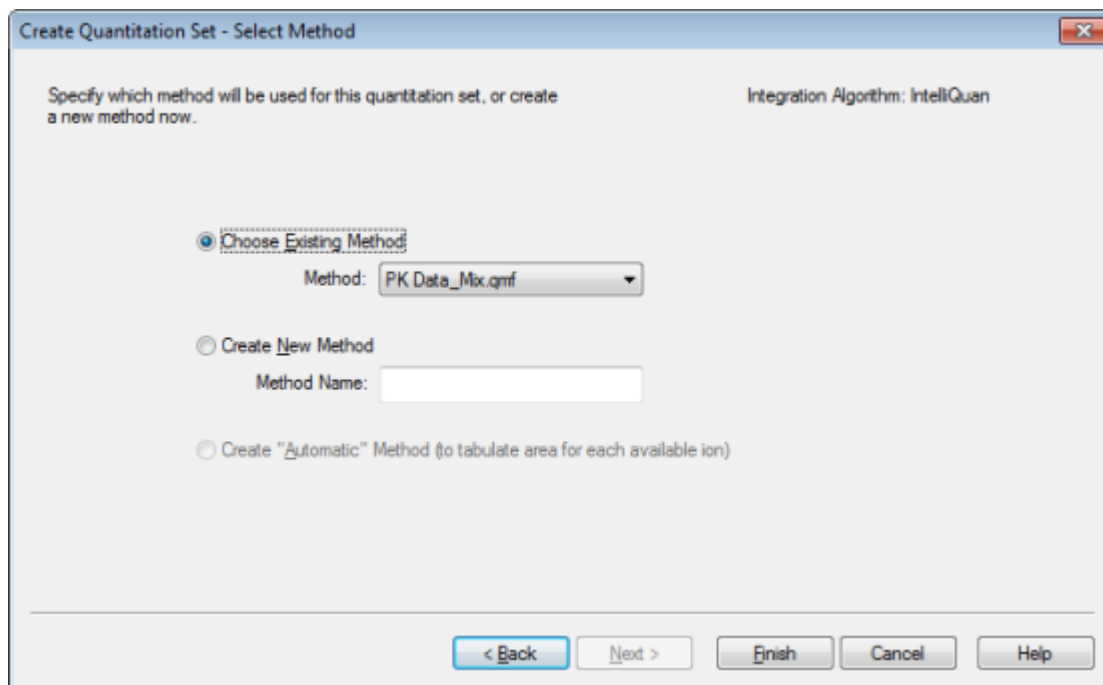 Create Quantitation Set - Select Method
Specify which method will be used for this quantitation set, or create
a new method now.
Integration Algorithm: IntelliQuan
Choose Existing Method
Method: PK Data_Mix.qmf
Create New Method
Method Name:
Create "Automatic" Method (to tabulate area for each available ion)
< Back Next > Finish Cancel Help